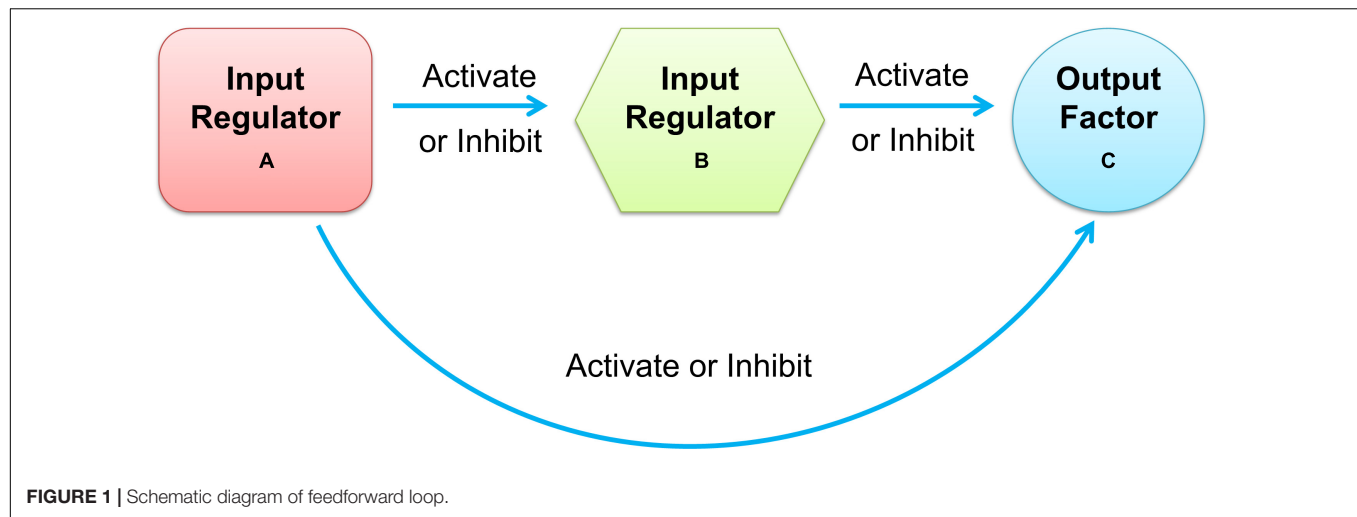 Input
Regulator
A
Activate
or Inhibit
Input
Regulator
B
Activate
or Inhibit
Output
Factor
C
Activate or Inhibit
FIGURE 1 | Schematic diagram of feedforward loop.